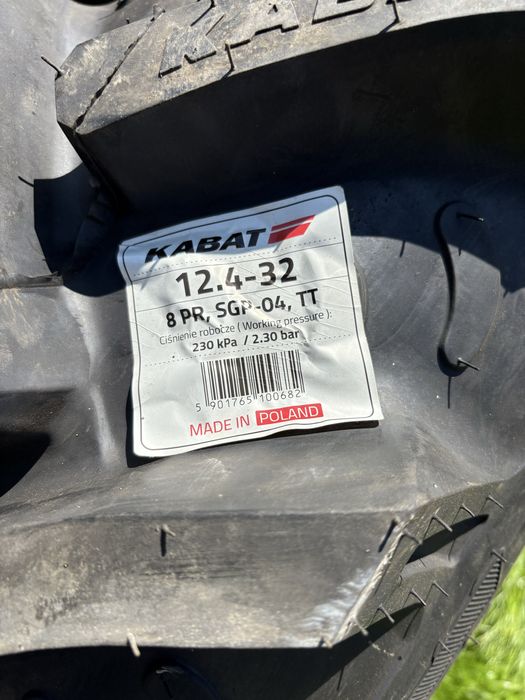 KABAT
12.4-32
8 PR, SGP-04, TT
Ciśnienie robocze ( Working pressure ):
230 kPa / 2.30 bar
5 901765 100682
MADE IN POLAND